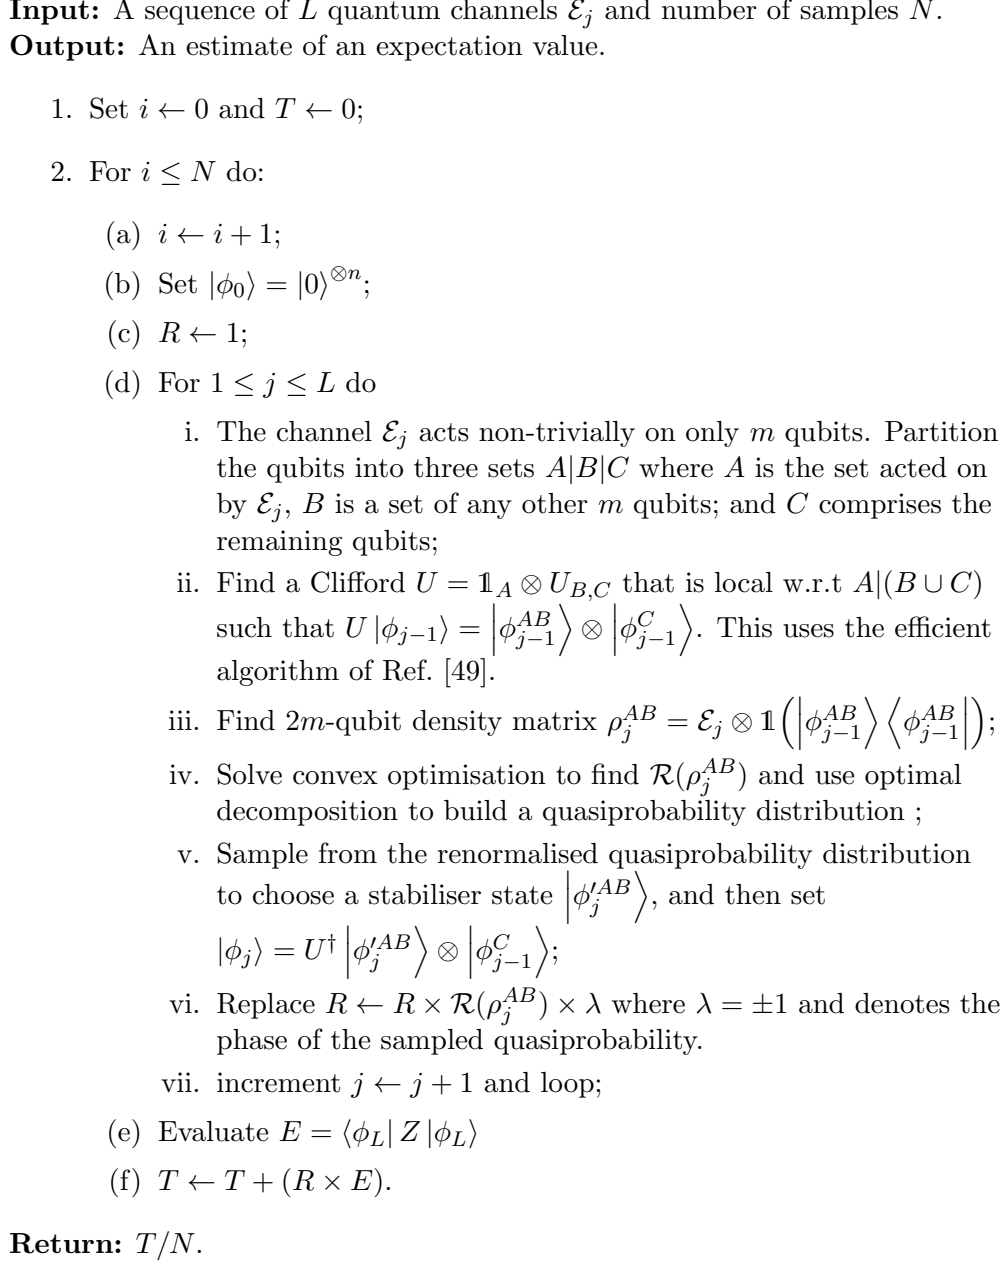 Input: A sequence of L quantum channels ℰ_j and number of samples N.
Output: An estimate of an expectation value.
1. Set i ← 0 and T ← 0;
2. For i ≤ N do:
(a) i ← i + 1;
(b) Set |ϕ_0⟩ = |0⟩^{⊗n};
(c) R ← 1;
(d) For 1 ≤ j ≤ L do
i. The channel ℰ_j acts non-trivially on only m qubits. Partition
the qubits into three sets A|B|C where A is the set acted on
by ℰ_j, B is a set of any other m qubits; and C comprises the
remaining qubits;
ii. Find a Clifford U = 𝟙_A ⊗ U_{B,C} that is local w.r.t A|(B ∪ C)
such that U |ϕ_{j−1}⟩ = |ϕ_{j−1}^{AB}⟩ ⊗ |ϕ_{j−1}^C⟩. This uses the efficient
algorithm of Ref. [49].
iii. Find 2m-qubit density matrix ρ_j^{AB} = ℰ_j ⊗ 𝟙(|ϕ_{j−1}^{AB}⟩ ⟨ϕ_{j−1}^{AB}|);
iv. Solve convex optimisation to find ℛ(ρ_j^{AB}) and use optimal
decomposition to build a quasiprobability distribution ;
v. Sample from the renormalised quasiprobability distribution
to choose a stabiliser state |ϕ′_j^{AB}⟩, and then set
|ϕ_j⟩ = U† |ϕ′_j^{AB}⟩ ⊗ |ϕ_{j−1}^C⟩;
vi. Replace R ← R × ℛ(ρ_j^{AB}) × λ where λ = ±1 and denotes the
phase of the sampled quasiprobability.
vii. increment j ← j + 1 and loop;
(e) Evaluate E = ⟨ϕ_L| Z |ϕ_L⟩
(f) T ← T + (R × E).
Return: T/N.